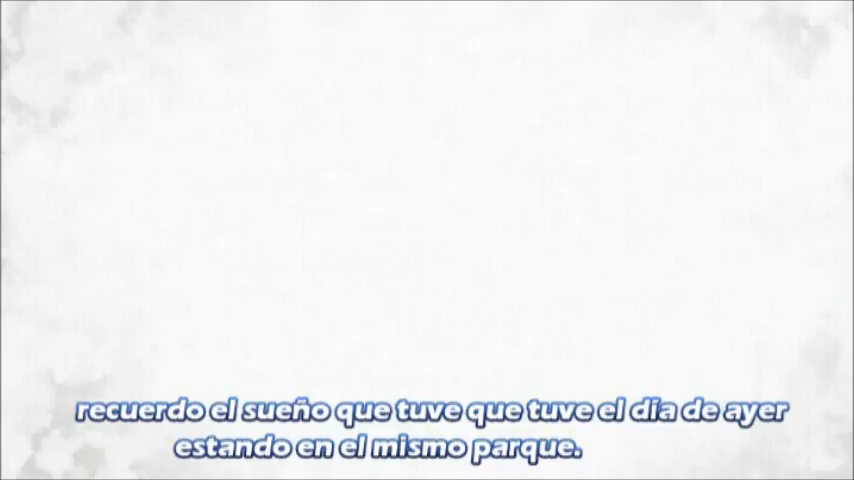 recuerdo el sueño que tuve que tuve el día de ayer
estando en el mismo parque.